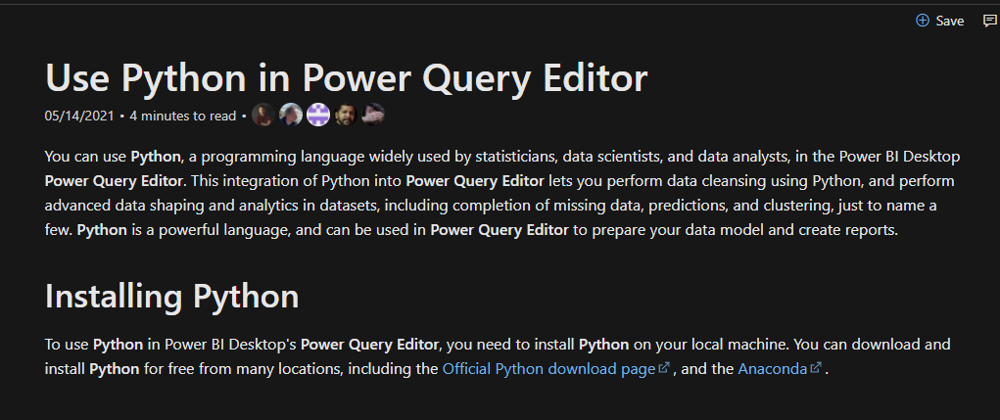 Save
Use Python in Power Query Editor
05/14/2021 • 4 minutes to read •
You can use Python, a programming language widely used by statisticians, data scientists, and data analysts, in the Power BI Desktop
Power Query Editor. This integration of Python into Power Query Editor lets you perform data cleansing using Python, and perform
advanced data shaping and analytics in datasets, including completion of missing data, predictions, and clustering, just to name a
few. Python is a powerful language, and can be used in Power Query Editor to prepare your data model and create reports.
Installing Python
To use Python in Power BI Desktop's Power Query Editor, you need to install Python on your local machine. You can download and
install Python for free from many locations, including the Official Python download page, and the Anaconda.